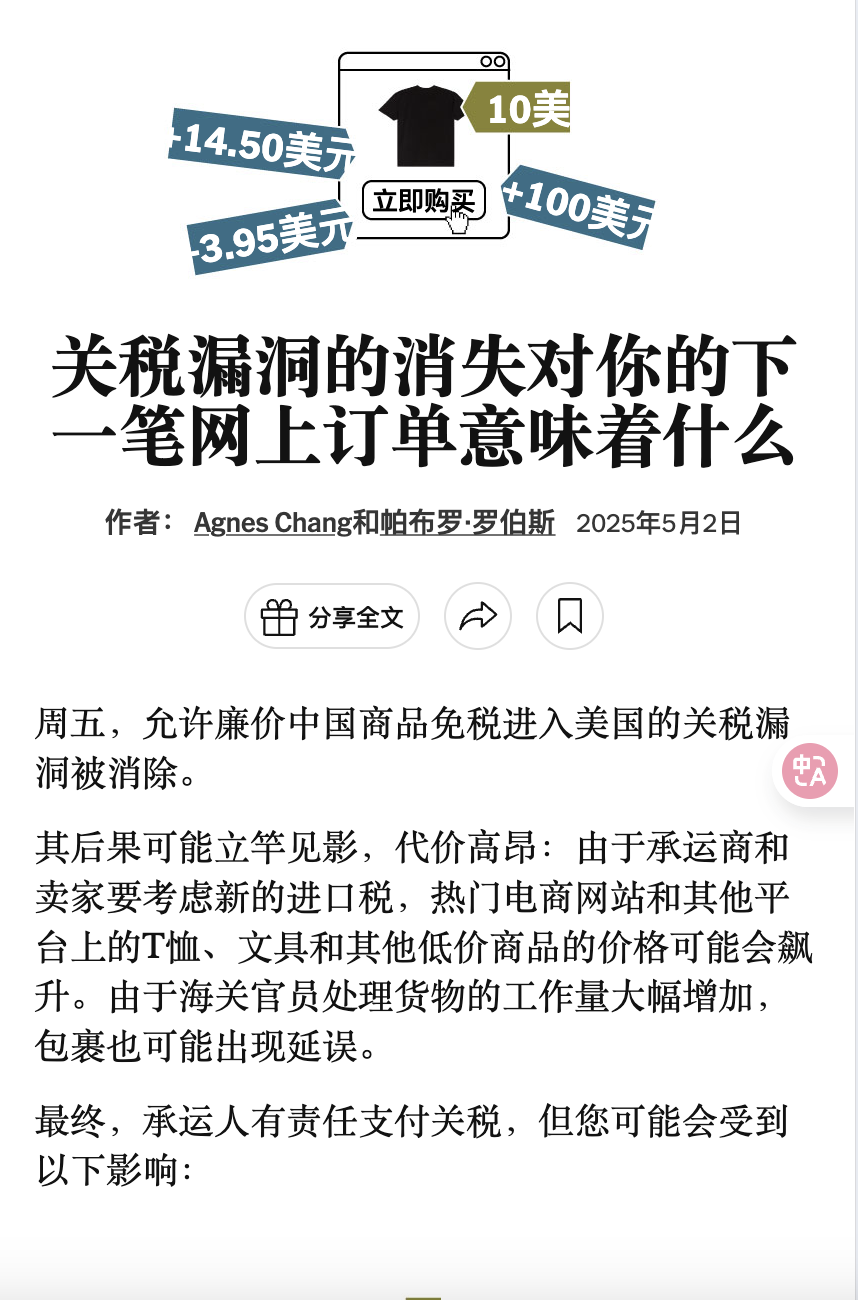 10美
+14.50美元
立即购买
+100美元
-3.95美元
关税漏洞的消失对你的下
一笔网上订单意味着什么
作者： Agnes Chang和帕布罗·罗伯斯 2025年5月2日
分享全文
周五，允许廉价中国商品免税进入美国的关税漏
洞被消除。
其后果可能立竿见影，代价高昂：由于承运商和
卖家要考虑新的进口税，热门电商网站和其他平
台上的T恤、文具和其他低价商品的价格可能会飙
升。由于海关官员处理货物的工作量大幅增加，
包裹也可能出现延误。
最终，承运人有责任支付关税，但您可能会受到
以下影响：
中A